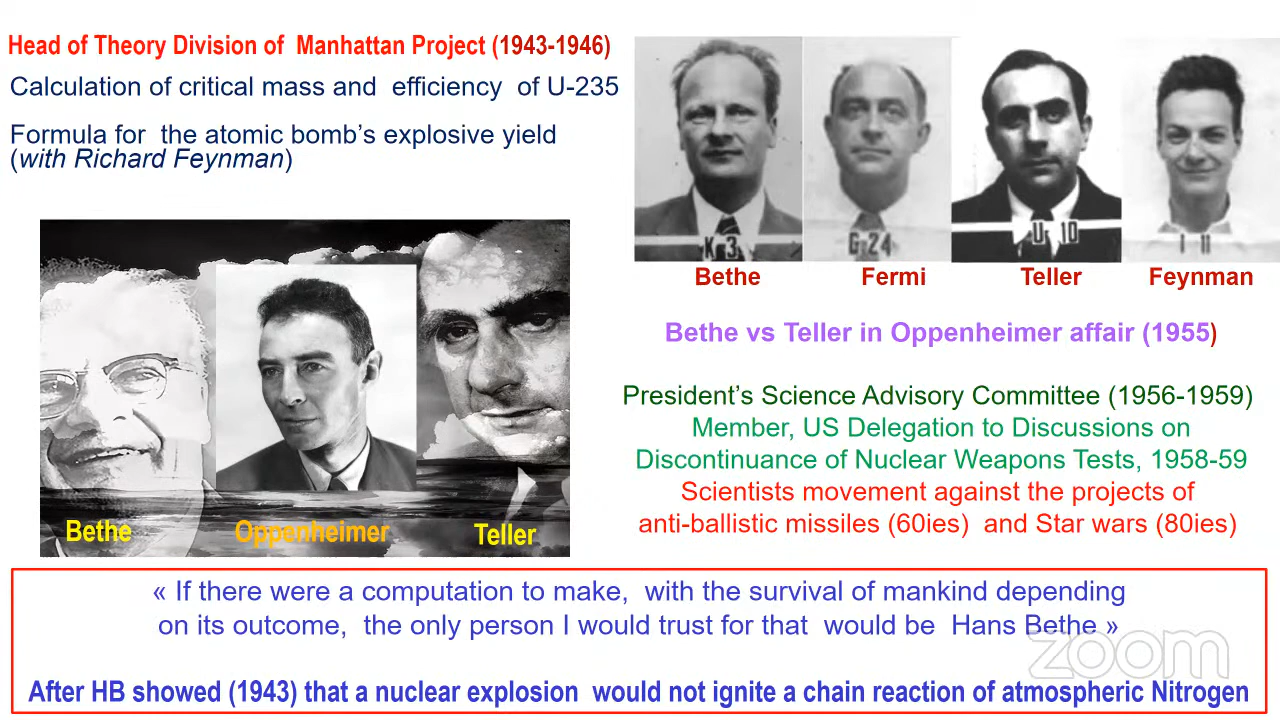 Head of Theory Division of Manhattan Project (1943-1946)
Calculation of critical mass and efficiency of U-235
Formula for the atomic bomb's explosive yield
(with Richard Feynman)
K 3
G 24
U 10
I 11
Bethe
Fermi
Teller
Feynman
Bethe
Oppenheimer
Teller
Bethe vs Teller in Oppenheimer affair (1955)
President's Science Advisory Committee (1956-1959)
Member, US Delegation to Discussions on
Discontinuance of Nuclear Weapons Tests, 1958-59
Scientists movement against the projects of
anti-ballistic missiles (60ies) and Star wars (80ies)
« If there were a computation to make, with the survival of mankind depending
on its outcome, the only person I would trust for that would be Hans Bethe »
zoom
After HB showed (1943) that a nuclear explosion would not ignite a chain reaction of atmospheric Nitrogen